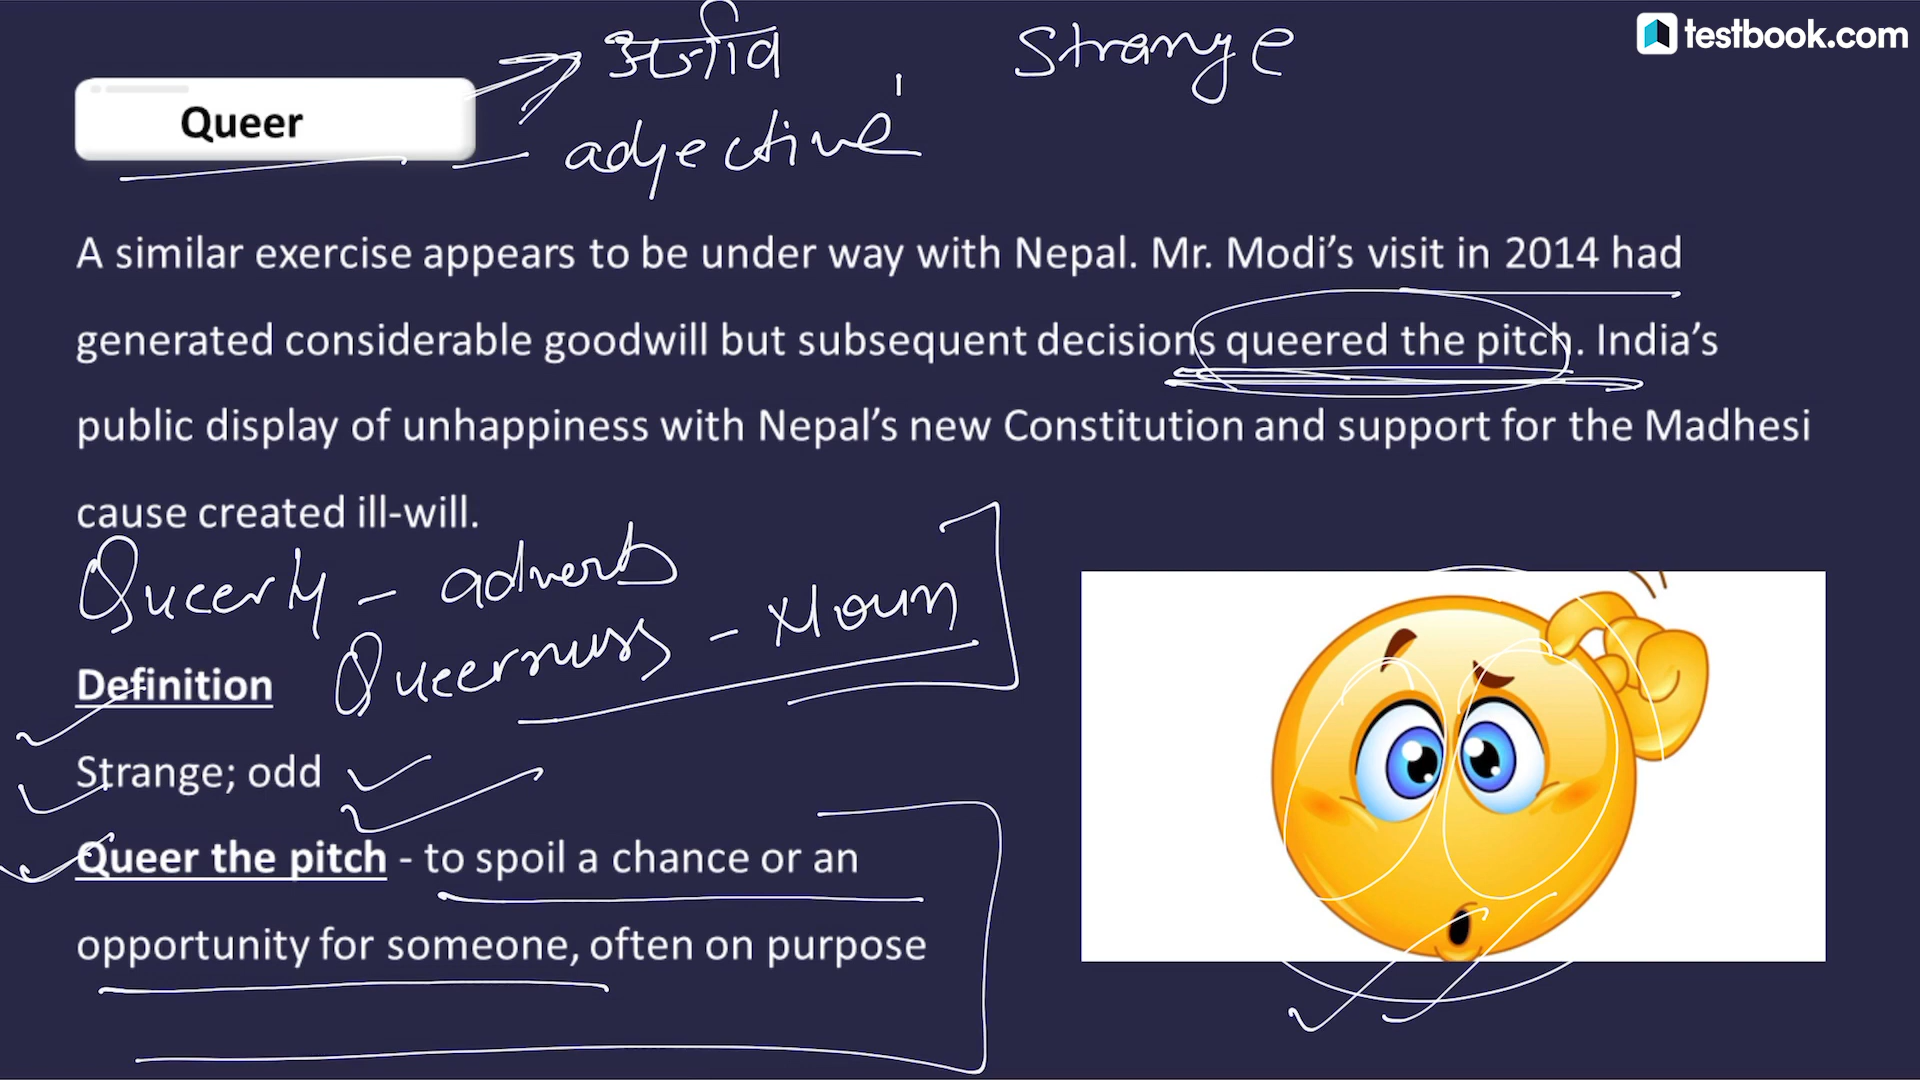 अजीब Strange
testbook.com
Queer
adjective
A similar exercise appears to be under way with Nepal. Mr. Modi’s visit in 2014 had
generated considerable goodwill but subsequent decisions queered the pitch. India’s
public display of unhappiness with Nepal’s new Constitution and support for the Madhesi
cause created ill-will.
Queerly - adverb
Queerness - Noun
Definition
Strange; odd
Queer the pitch - to spoil a chance or an
opportunity for someone, often on purpose